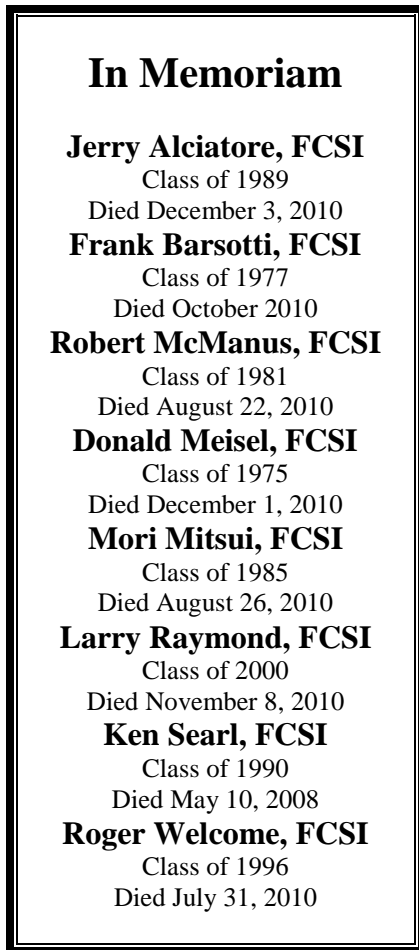 In Memoriam
Jerry Alciatore, FCSI
Class of 1989
Died December 3, 2010
Frank Barsotti, FCSI
Class of 1977
Died October 2010
Robert McManus, FCSI
Class of 1981
Died August 22, 2010
Donald Meisel, FCSI
Class of 1975
Died December 1, 2010
Mori Mitsui, FCSI
Class of 1985
Died August 26, 2010
Larry Raymond, FCSI
Class of 2000
Died November 8, 2010
Ken Searl, FCSI
Class of 1990
Died May 10, 2008
Roger Welcome, FCSI
Class of 1996
Died July 31, 2010